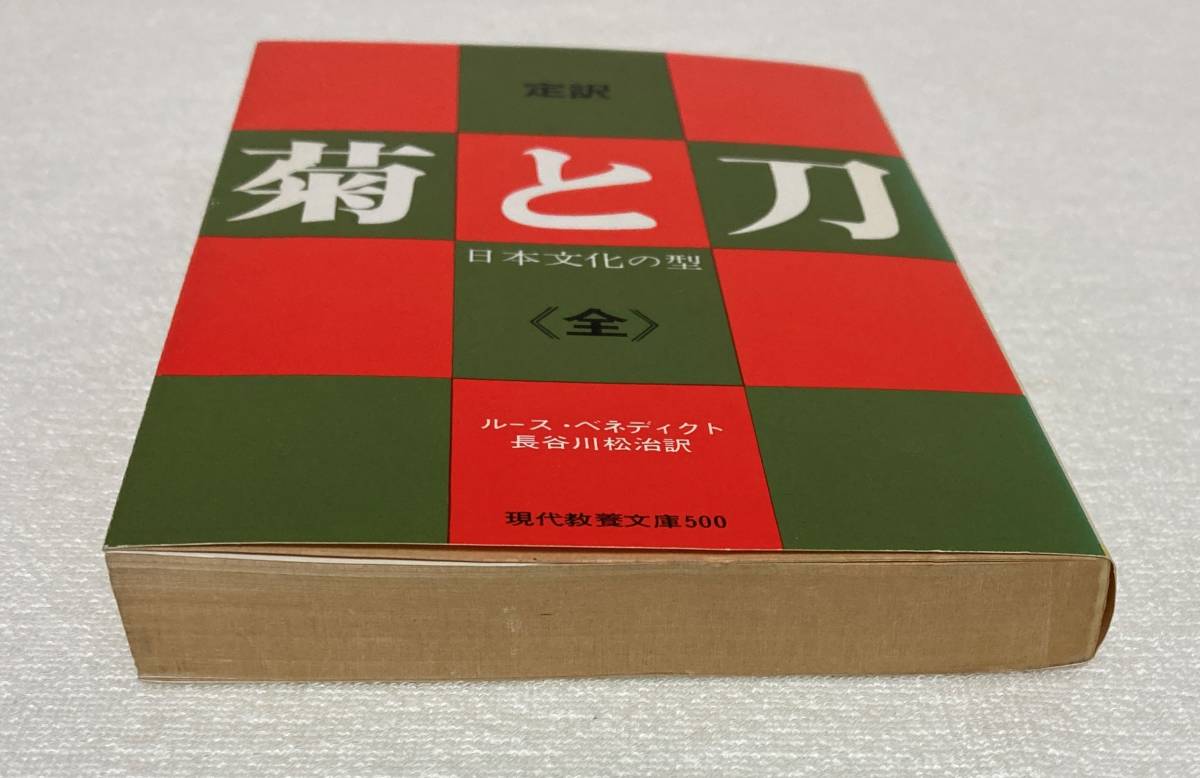 定訳
菊と刀
日本文化の型
《全》
ルース・ベネディクト
長谷川松治訳
現代教養文庫500